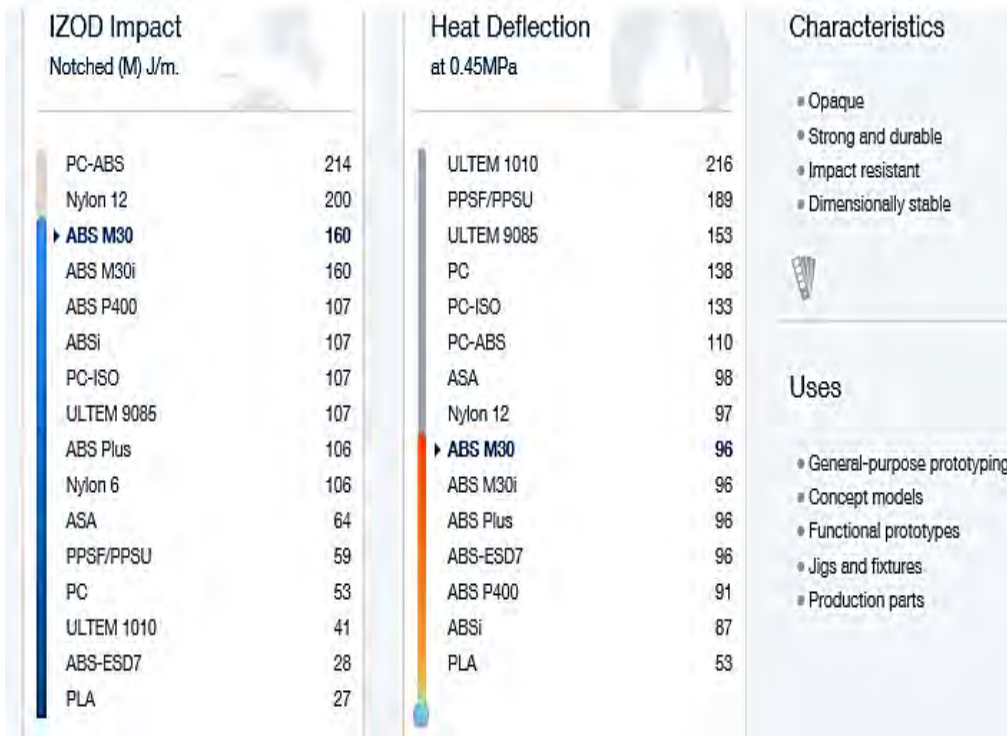 IZOD Impact
Notched (M) J/m.
PC-ABS 214
Nylon 12 200
ABS M30 160
ABS M30i 160
ABS P400 107
ABSi 107
PC-ISO 107
ULTEM 9085 107
ABS Plus 106
Nylon 6 106
ASA 64
PPSF/PPSU 59
PC 53
ULTEM 1010 41
ABS-ESD7 28
PLA 27
Heat Deflection
at 0.45MPa
ULTEM 1010 216
PPSF/PPSU 189
ULTEM 9085 153
PC 138
PC-ISO 133
PC-ABS 110
ASA 98
Nylon 12 97
ABS M30 96
ABS M30i 96
ABS Plus 96
ABS-ESD7 96
ABS P400 91
ABSi 87
PLA 53
Characteristics
Opaque
Strong and durable
Impact resistant
Dimensionally stable
Uses
General-purpose prototyping
Concept models
Functional prototypes
Jigs and fixtures
Production parts